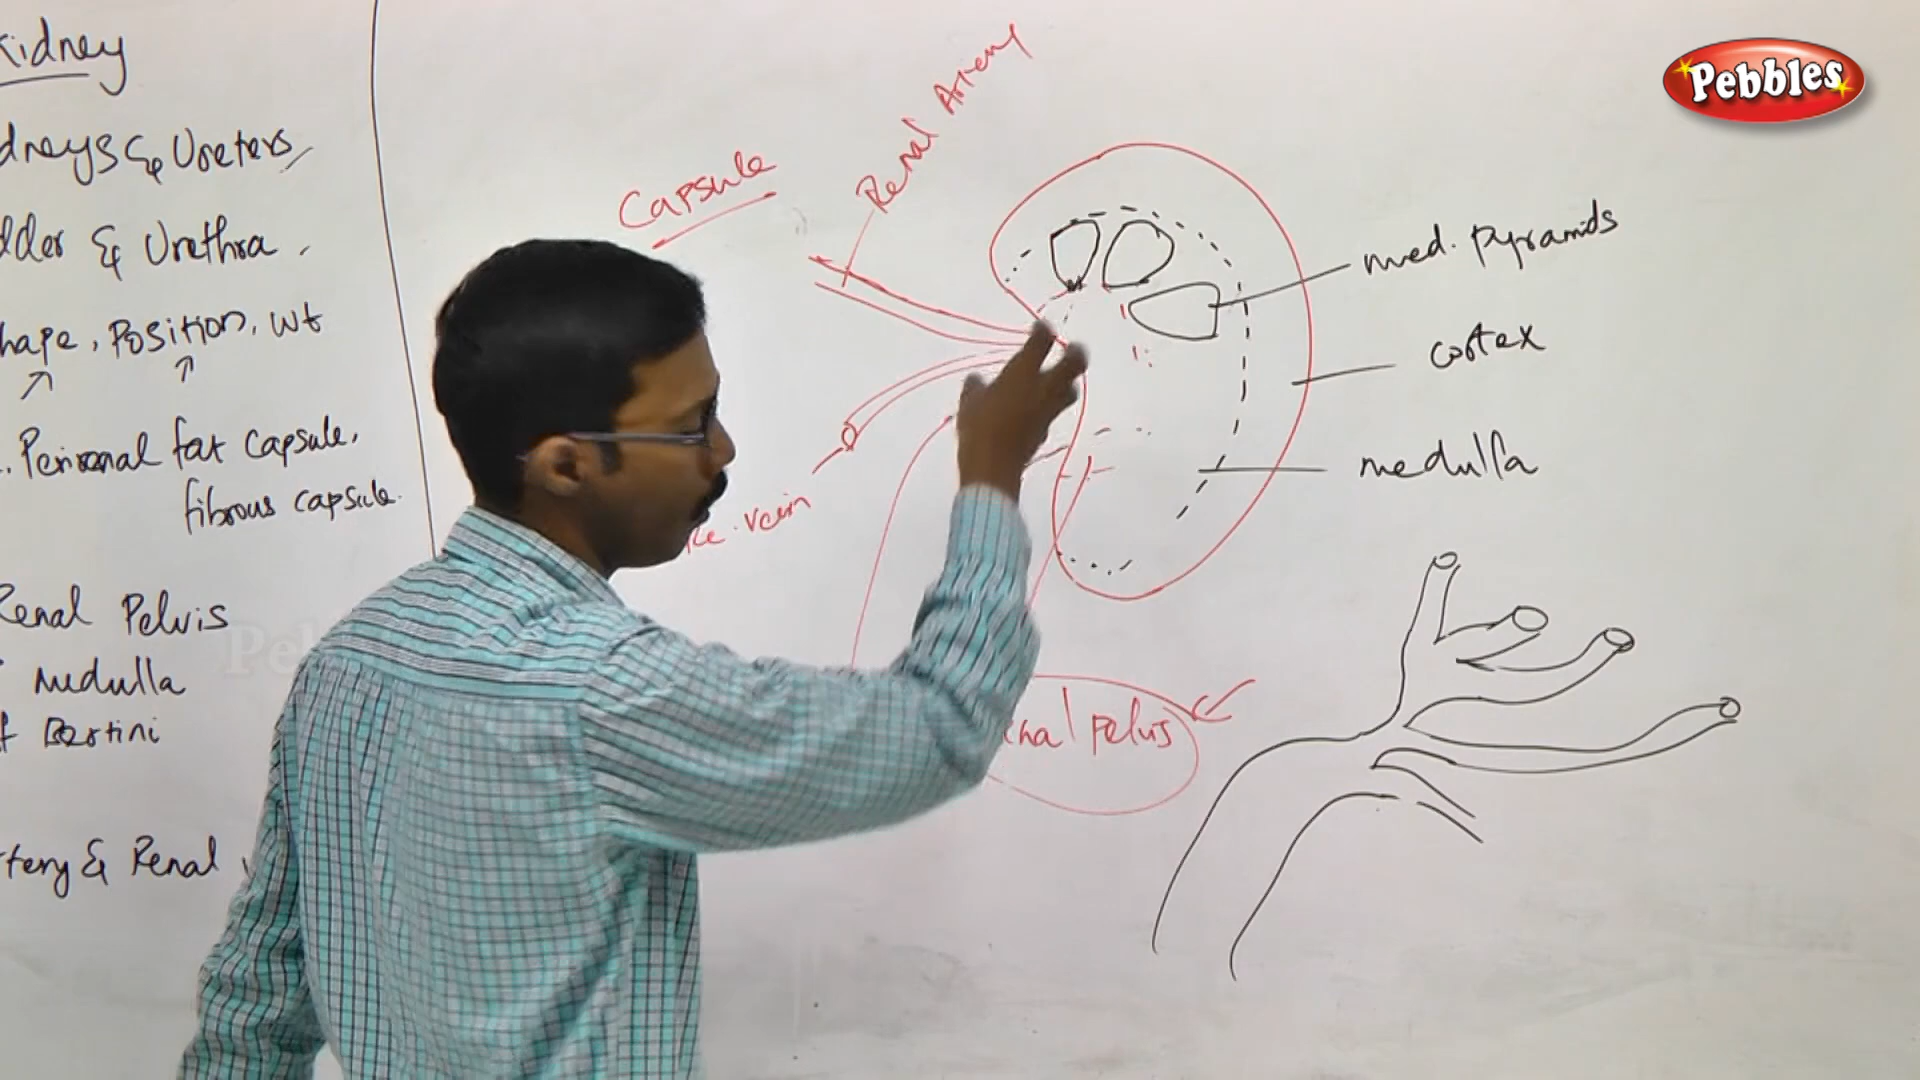 Kidney
dneys & Ureters
dder & Urethra,
hape, Position, Wt
Perirenal fat capsule,
fibrous capsule.
Renal Pelvis
medulla
f Bertini
tery & Renal
Capsule
Renal Artery
vein
nal Pelvis
med. pyramids
cortex
medulla
Pebbles